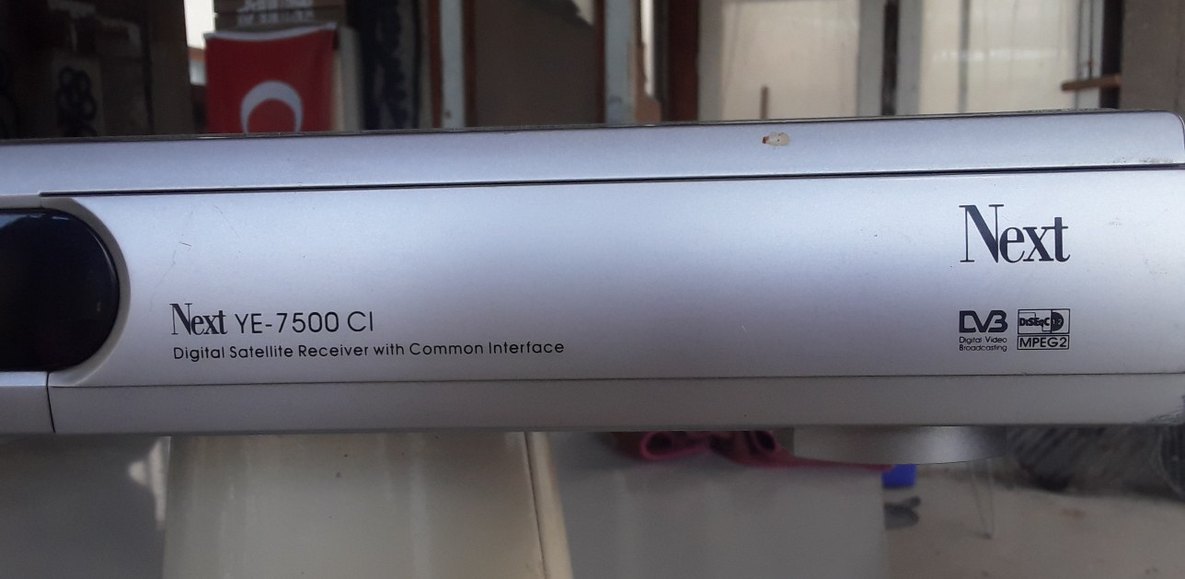 Next
Next YE-7500 CI
Digital Satellite Receiver with Common Interface
DVB
Digital Video
Broadcasting
DiSEqC
MPEG2